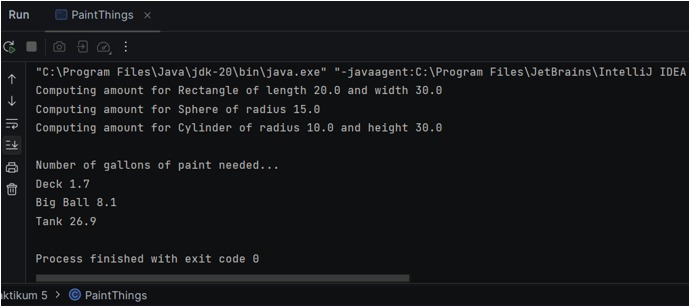 Run PaintThings
"C:\Program Files\Java\jdk-20\bin\java.exe" "-javaagent:C:\Program Files\JetBrains\IntelliJ IDEA
Computing amount for Rectangle of length 20.0 and width 30.0
Computing amount for Sphere of radius 15.0
Computing amount for Cylinder of radius 10.0 and height 30.0
Number of gallons of paint needed...
Deck 1.7
Big Ball 8.1
Tank 26.9
Process finished with exit code 0
aktikum 5 > PaintThings